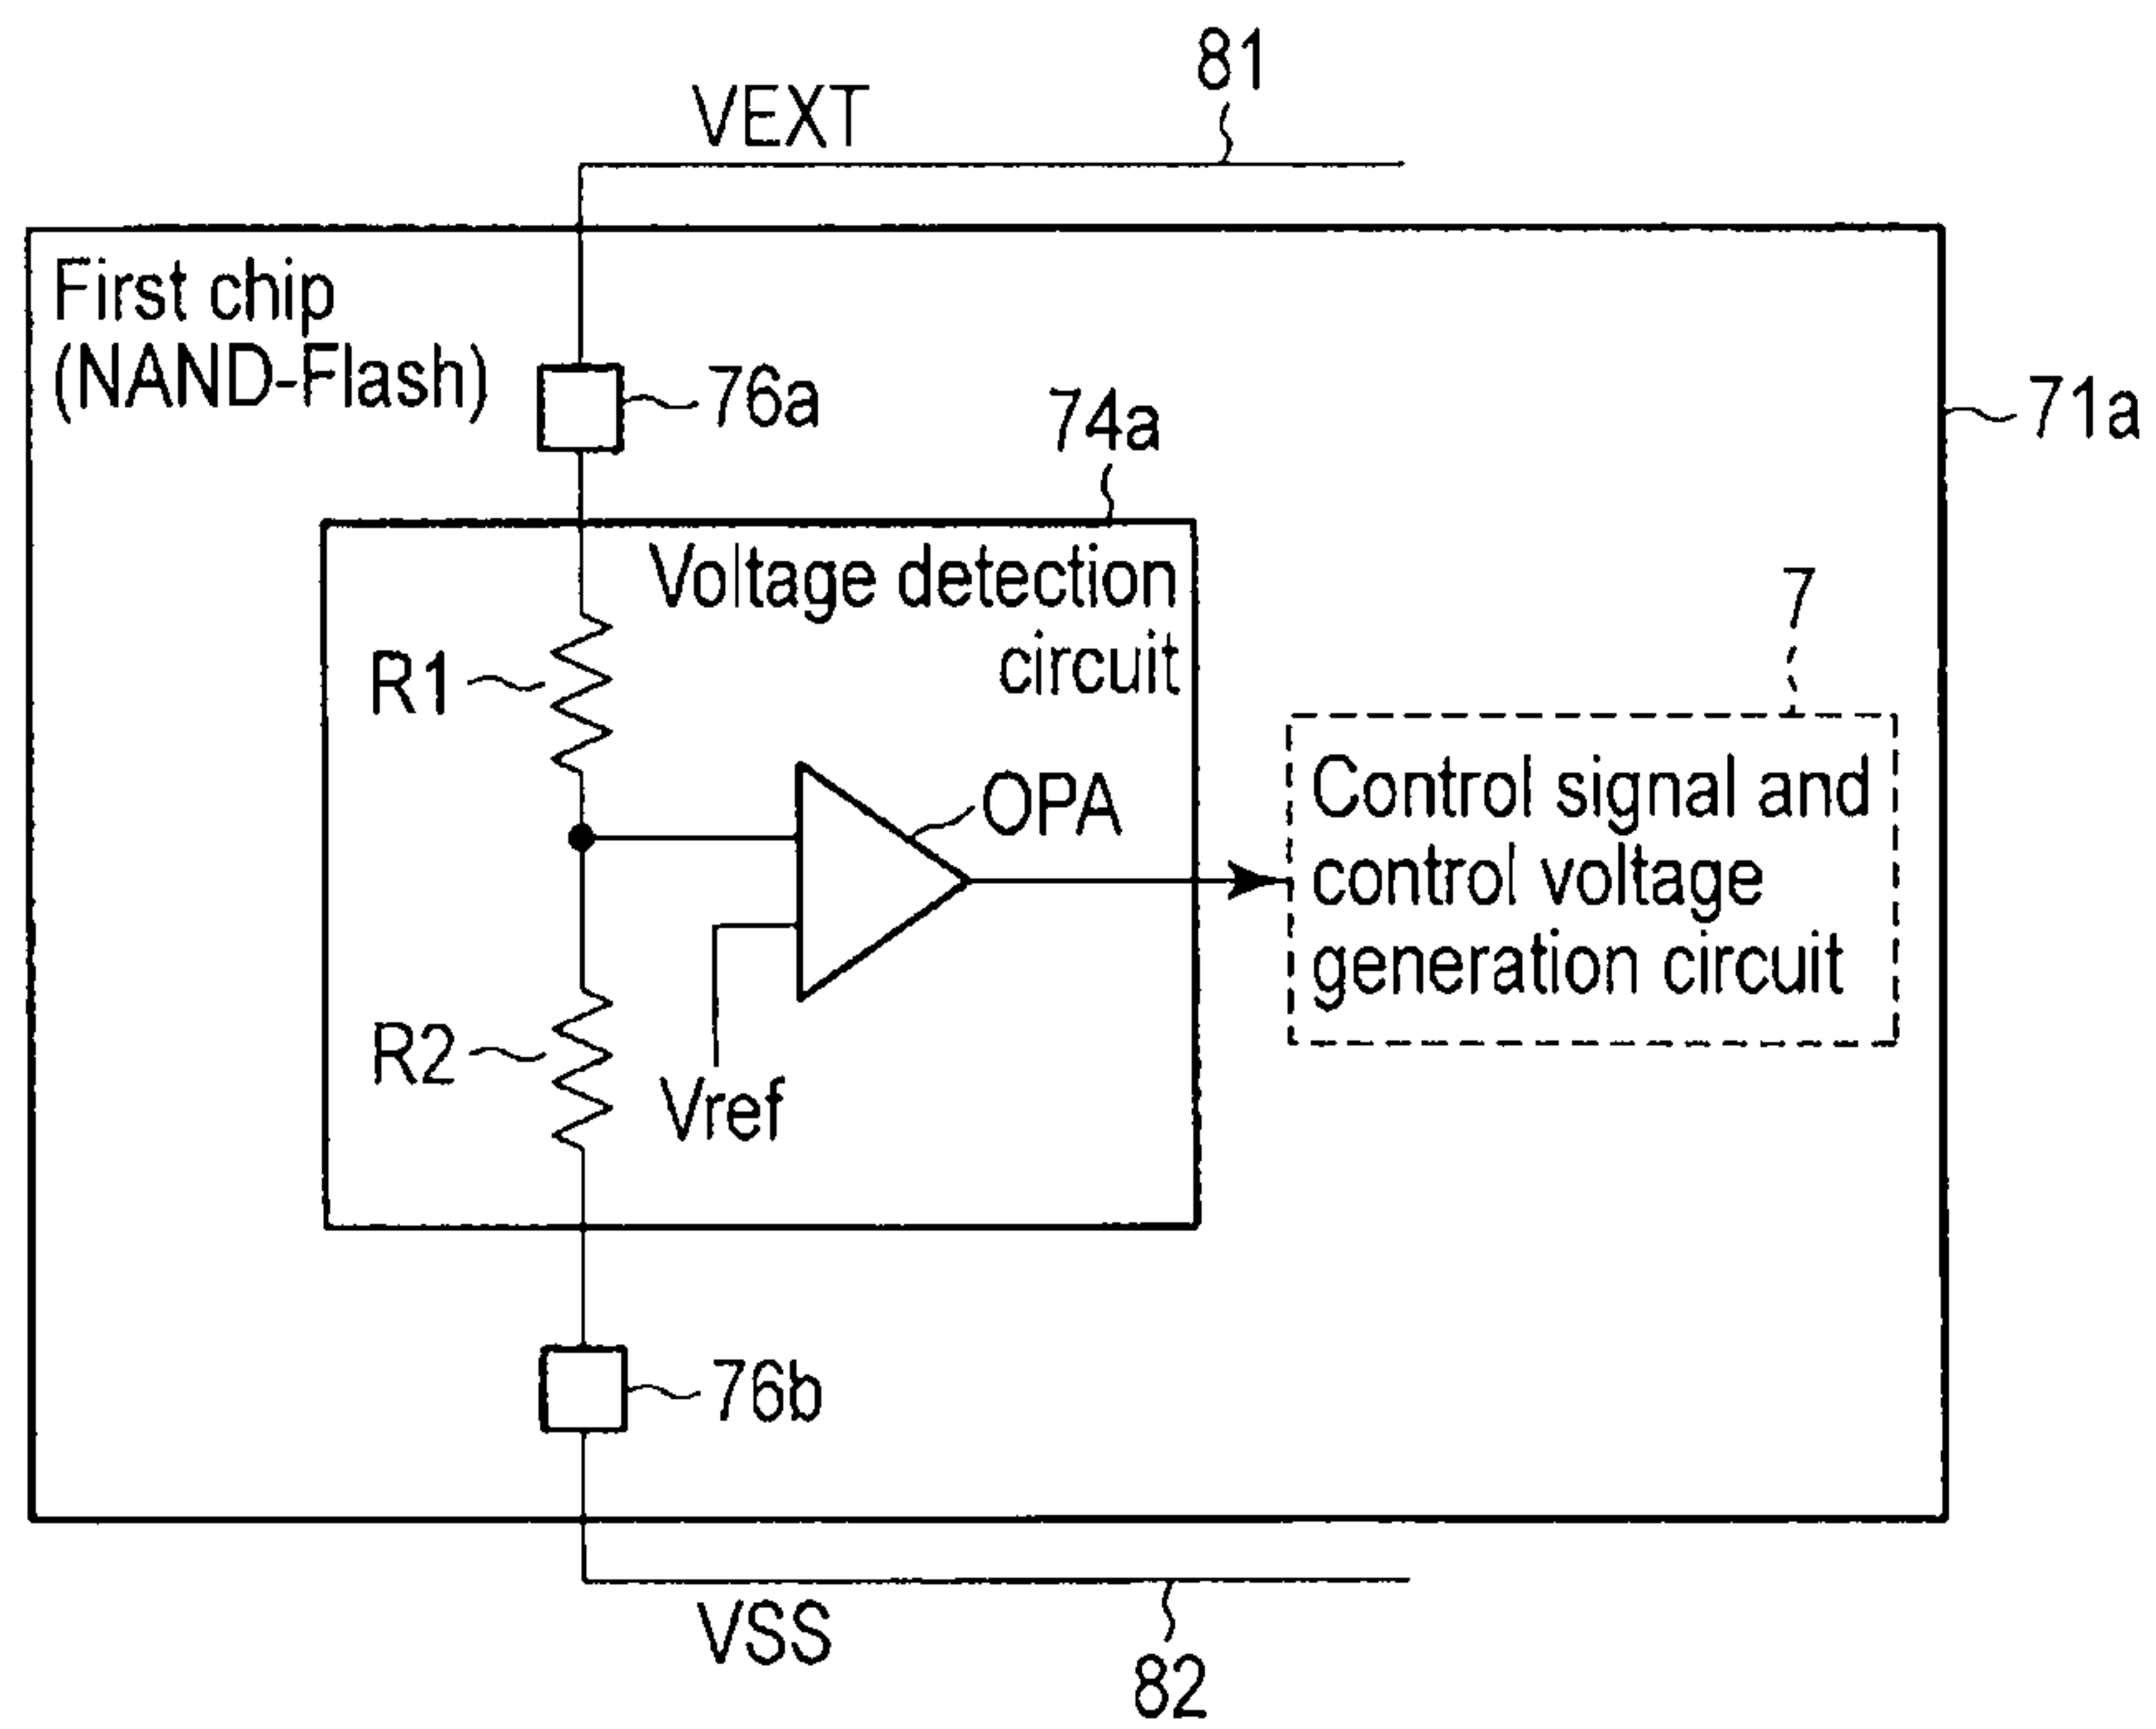 81
VEXT
First chip
(NAND-Flash)
76a
74a
71a
Voltage detection
circuit
7
R1
Control signal and
control voltage
generation circuit
OPA
R2
Vref
76b
VSS
82